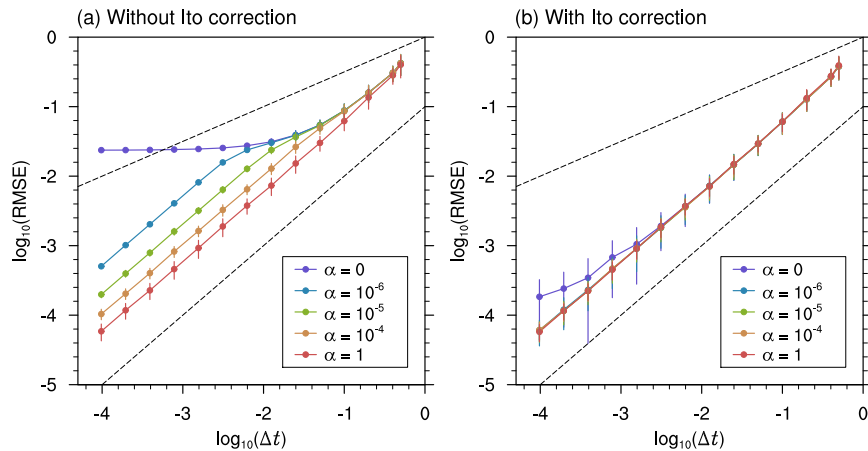 (a) Without Ito correction
(b) With Ito correction
0
-1
-2
-3
-4
-5
log₁₀(RMSE)
α = 0
α = 10⁻⁶
α = 10⁻⁵
α = 10⁻⁴
α = 1
-4 -3 -2 -1 0
log₁₀(Δt)
0
-1
-2
-3
-4
-5
log₁₀(RMSE)
α = 0
α = 10⁻⁶
α = 10⁻⁵
α = 10⁻⁴
α = 1
-4 -3 -2 -1 0
log₁₀(Δt)